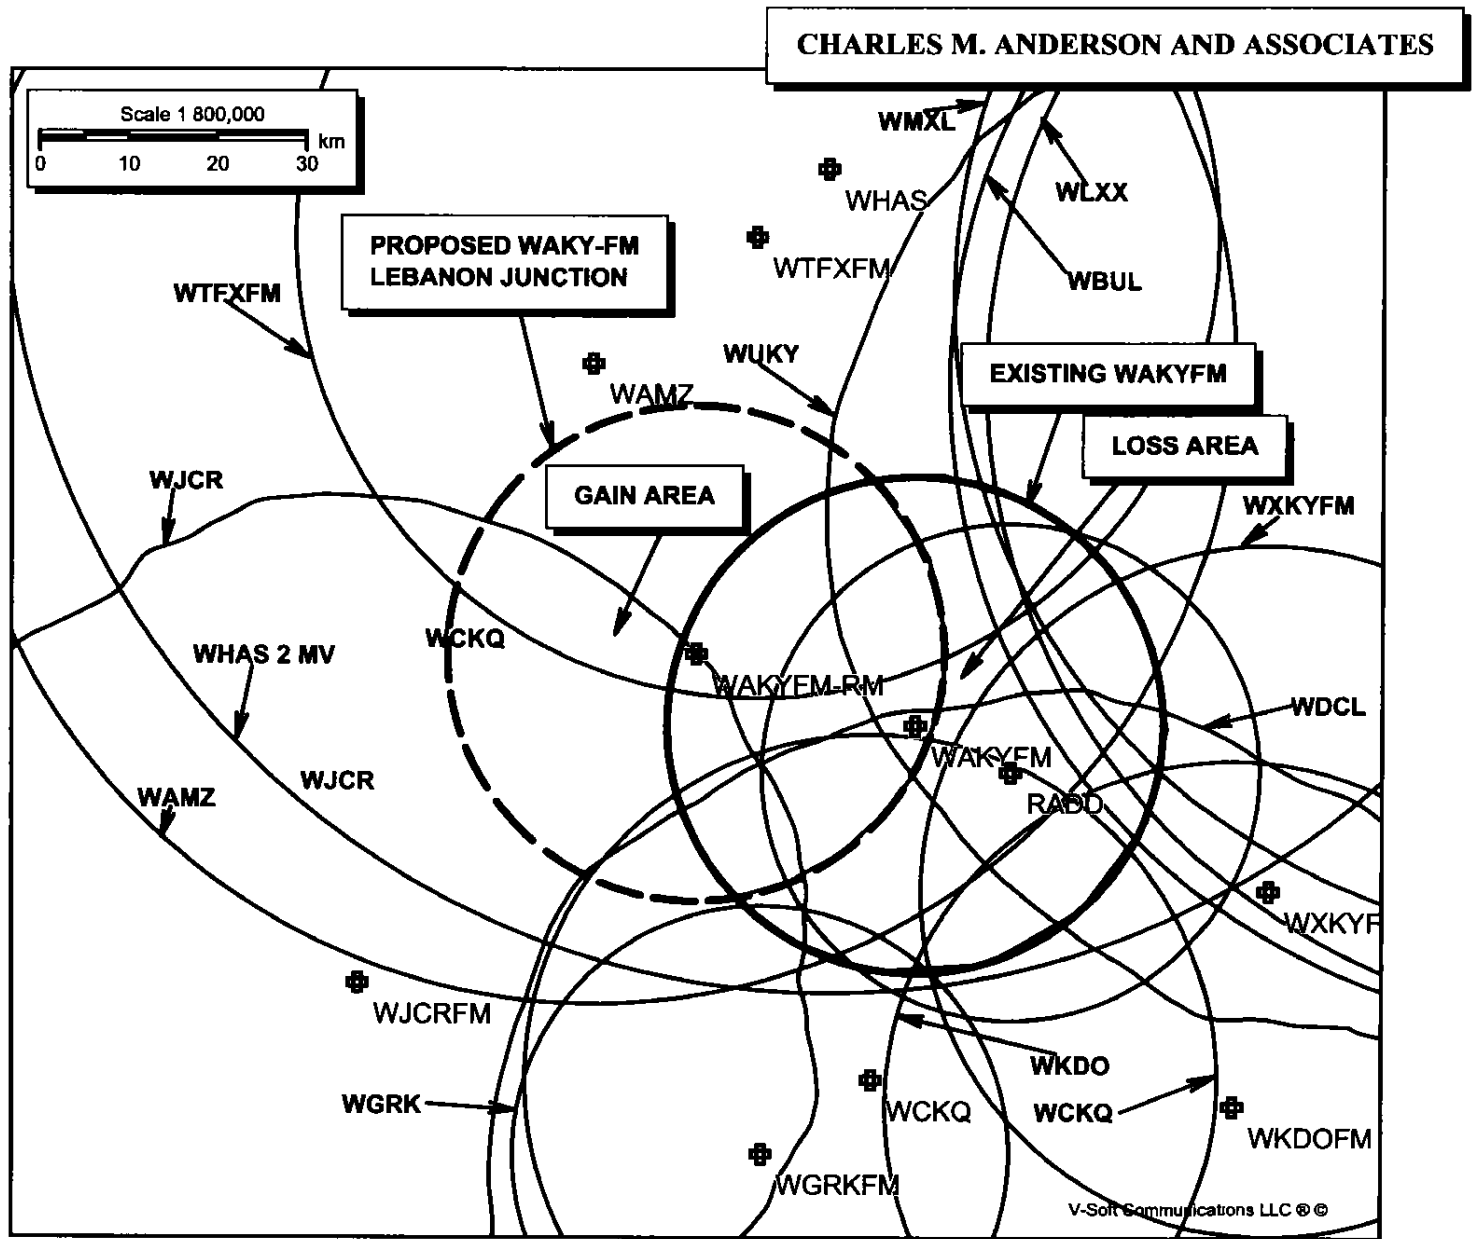 CHARLES M. ANDERSON AND ASSOCIATES
Scale 1 800,000
km
0 10 20 30
WMXL
WHAS
WLXX
PROPOSED WAKY-FM
LEBANON JUNCTION
WTFXFM
WBUL
WTFXFM
WUKY
EXISTING WAKYFM
WAMZ
LOSS AREA
WJCR
GAIN AREA
WXKYFM
WCKQ
WHAS 2 MV
WAKYFM-RM
WDCL
WAKYFM
WJCR
WAMZ
RADD
WXKYF
WJCRFM
WKDO
WGRK
WCKQ
WCKQ
WKDOFM
WGRKFM
V-Soft Communications LLC ® ©